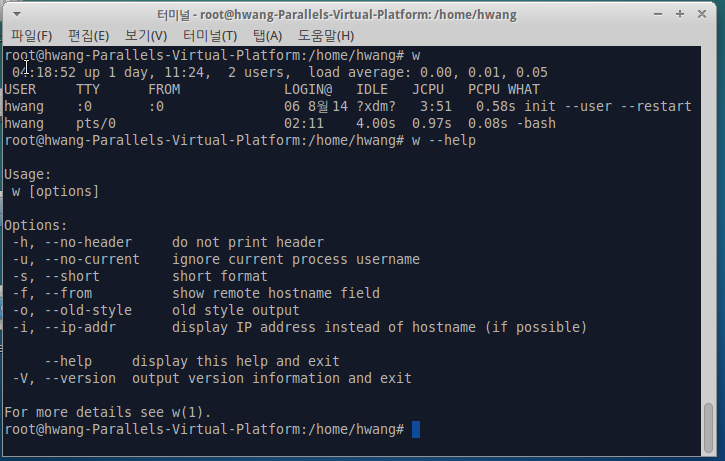 터미널 - root@hwang-Parallels-Virtual-Platform: /home/hwang
파일(F) 편집(E) 보기(V) 터미널(T) 탭(A) 도움말(H)
root@hwang-Parallels-Virtual-Platform:/home/hwang# w
04:18:52 up 1 day, 11:24,  2 users,  load average: 0.00, 0.01, 0.05
USER     TTY      FROM             LOGIN@   IDLE   JCPU   PCPU WHAT
hwang    :0       :0               06 8월14 ?xdm?   3:51   0.58s init --user --restart
hwang    pts/0                     02:11    4.00s  0.97s  0.08s -bash
root@hwang-Parallels-Virtual-Platform:/home/hwang# w --help
Usage:
w [options]
Options:
-h, --no-header     do not print header
-u, --no-current    ignore current process username
-s, --short         short format
-f, --from          show remote hostname field
-o, --old-style     old style output
-i, --ip-addr       display IP address instead of hostname (if possible)
--help     display this help and exit
-V, --version  output version information and exit
For more details see w(1).
root@hwang-Parallels-Virtual-Platform:/home/hwang#